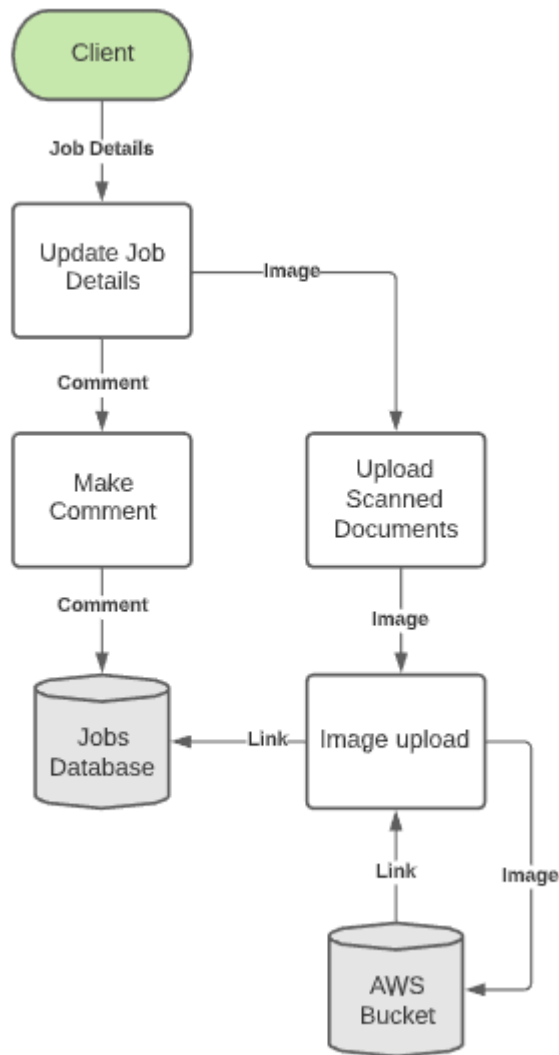 Client
Job Details
Update Job
Details
Image
Comment
Make
Comment
Upload
Scanned
Documents
Comment
Image
Jobs
Database
Link
Image upload
Link
Image
AWS
Bucket